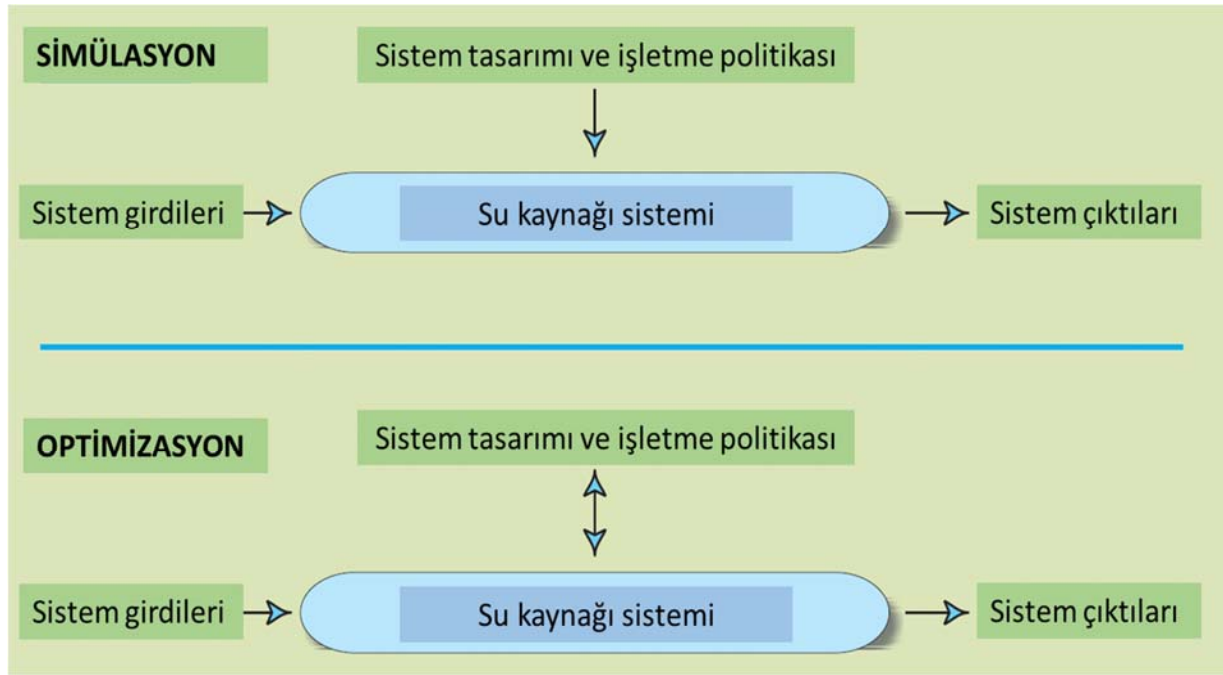 SİMÜLASYON
Sistem tasarımı ve işletme politikası
Sistem girdileri
Su kaynağı sistemi
Sistem çıktıları
OPTİMİZASYON
Sistem tasarımı ve işletme politikası
Sistem girdileri
Su kaynağı sistemi
Sistem çıktıları